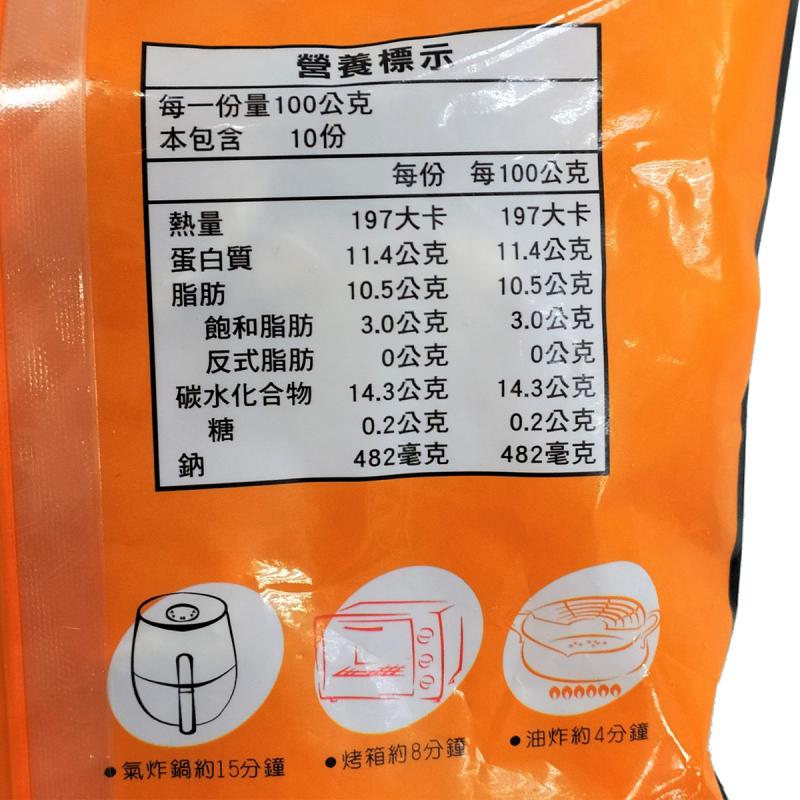 營養標示
每一份量100公克
本包含 10份
每份 每100公克
熱量 197大卡 197大卡
蛋白質 11.4公克 11.4公克
脂肪 10.5公克 10.5公克
飽和脂肪 3.0公克 3.0公克
反式脂肪 0公克 0公克
碳水化合物 14.3公克 14.3公克
糖 0.2公克 0.2公克
鈉 482毫克 482毫克
●氣炸鍋約15分鐘
●烤箱約8分鐘
●油炸約4分鐘